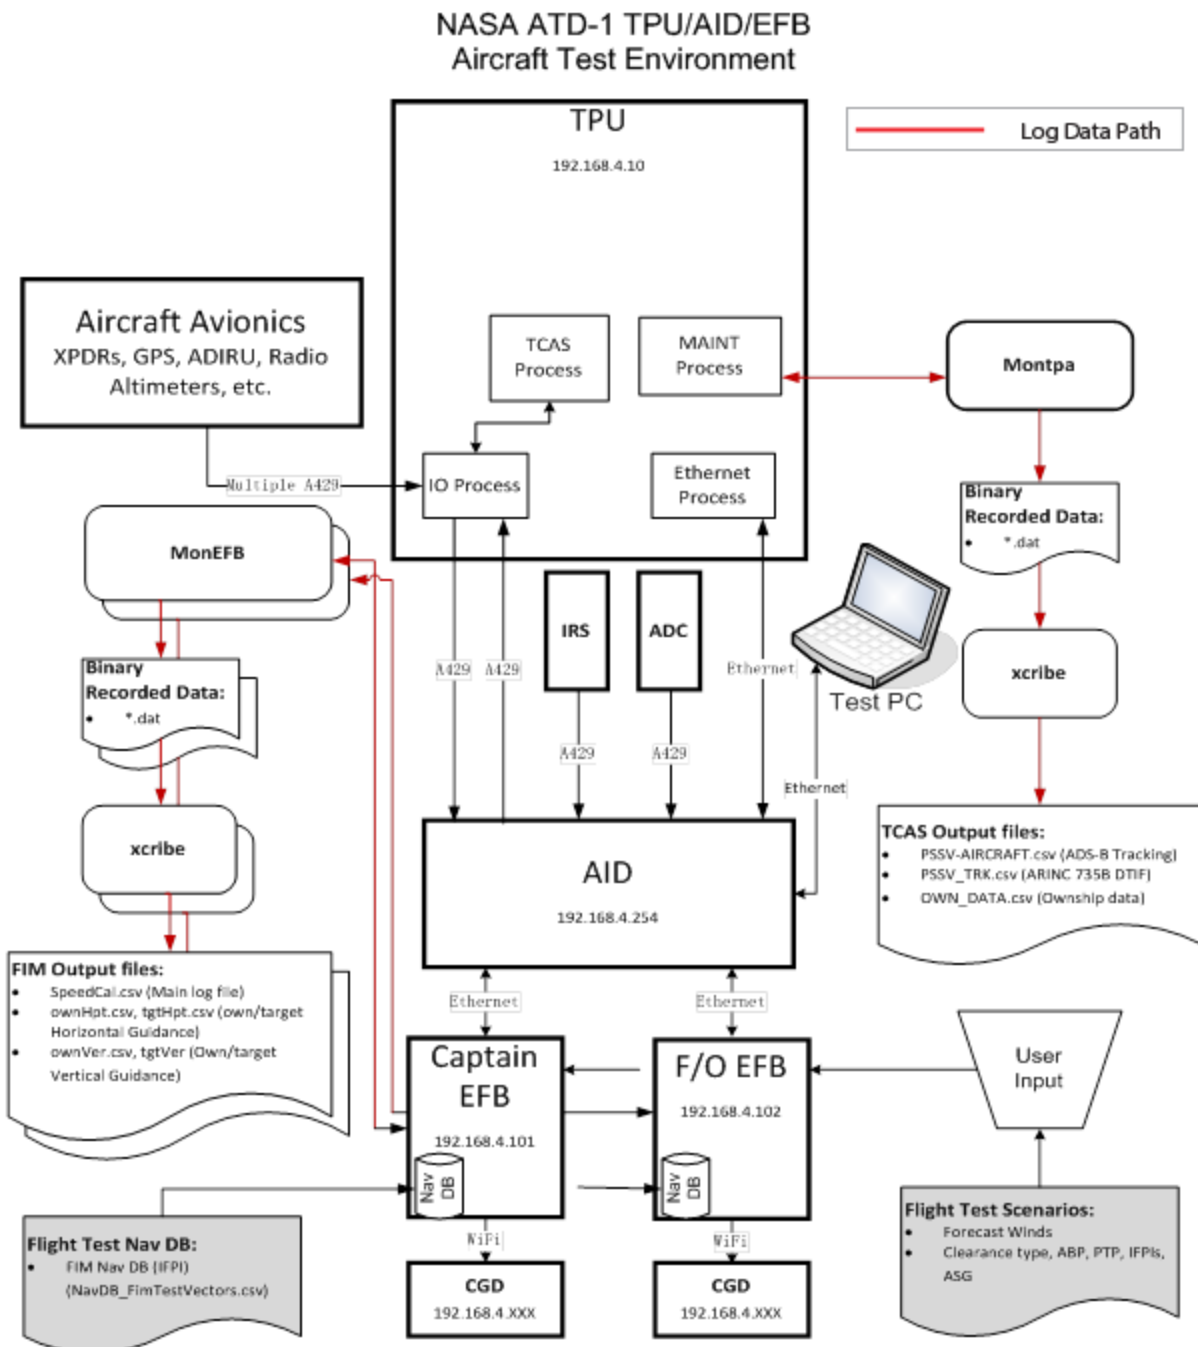 NASA ATD-1 TPU/AID/EFB
Aircraft Test Environment
TPU
192.168.4.10
Log Data Path
Aircraft Avionics
XPDRs, GPS, ADIRU, Radio
Altimeters, etc.
TCAS
Process
MAINT
Process
Montpa
Multiple A429
IO Process
Ethernet
Process
Binary
Recorded Data:
• *.dat
MonEFB
IRS
ADC
A429
A429
Ethernet
Test PC
xcribe
Binary
Recorded Data:
• *.dat
A429
A429
Ethernet
xcribe
AID
192.168.4.254
TCAS Output files:
• PSSV-AIRCRAFT.csv (ADS-B Tracking)
• PSSV_TRK.csv (ARINC 735B DTIF)
• OWN_DATA.csv (Ownship data)
FIM Output files:
• SpeedCal.csv (Main log file)
• ownHpt.csv, tgtHpt.csv (own/target
Horizontal Guidance)
• ownVer.csv, tgtVer (Own/target
Vertical Guidance)
Ethernet
Ethernet
Captain
EFB
192.168.4.101
Nav
DB
F/O EFB
192.168.4.102
Nav
DB
User
Input
Flight Test Nav DB:
• FIM Nav DB (IFPI)
(NavDB_FimTestVectors.csv)
WiFi
WiFi
CGD
192.168.4.XXX
CGD
192.168.4.XXX
Flight Test Scenarios:
• Forecast Winds
• Clearance type, ABP, PTP, IFPIs,
ASG